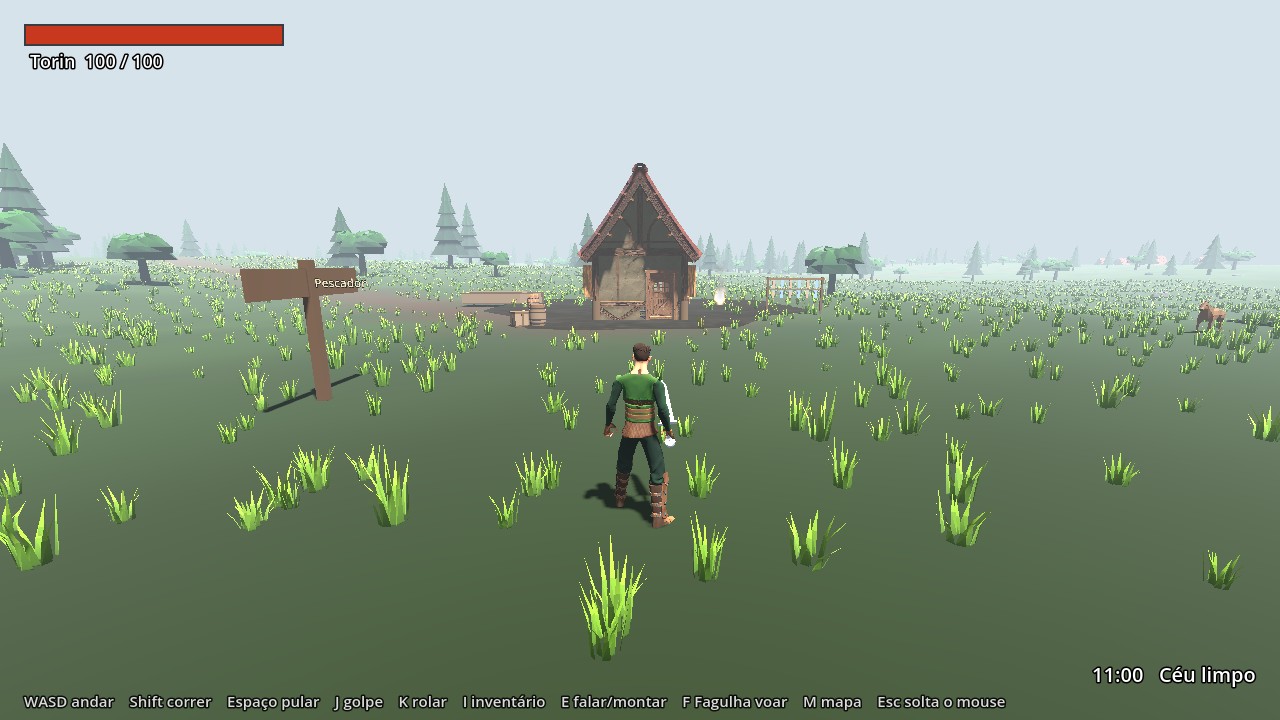 Torin 100 / 100
Pescador
11:00 Céu limpo
WASD andar Shift correr Espaço pular J golpe K rolar I inventário E falar/montar F Fagulha voar M mapa Esc solta o mouse